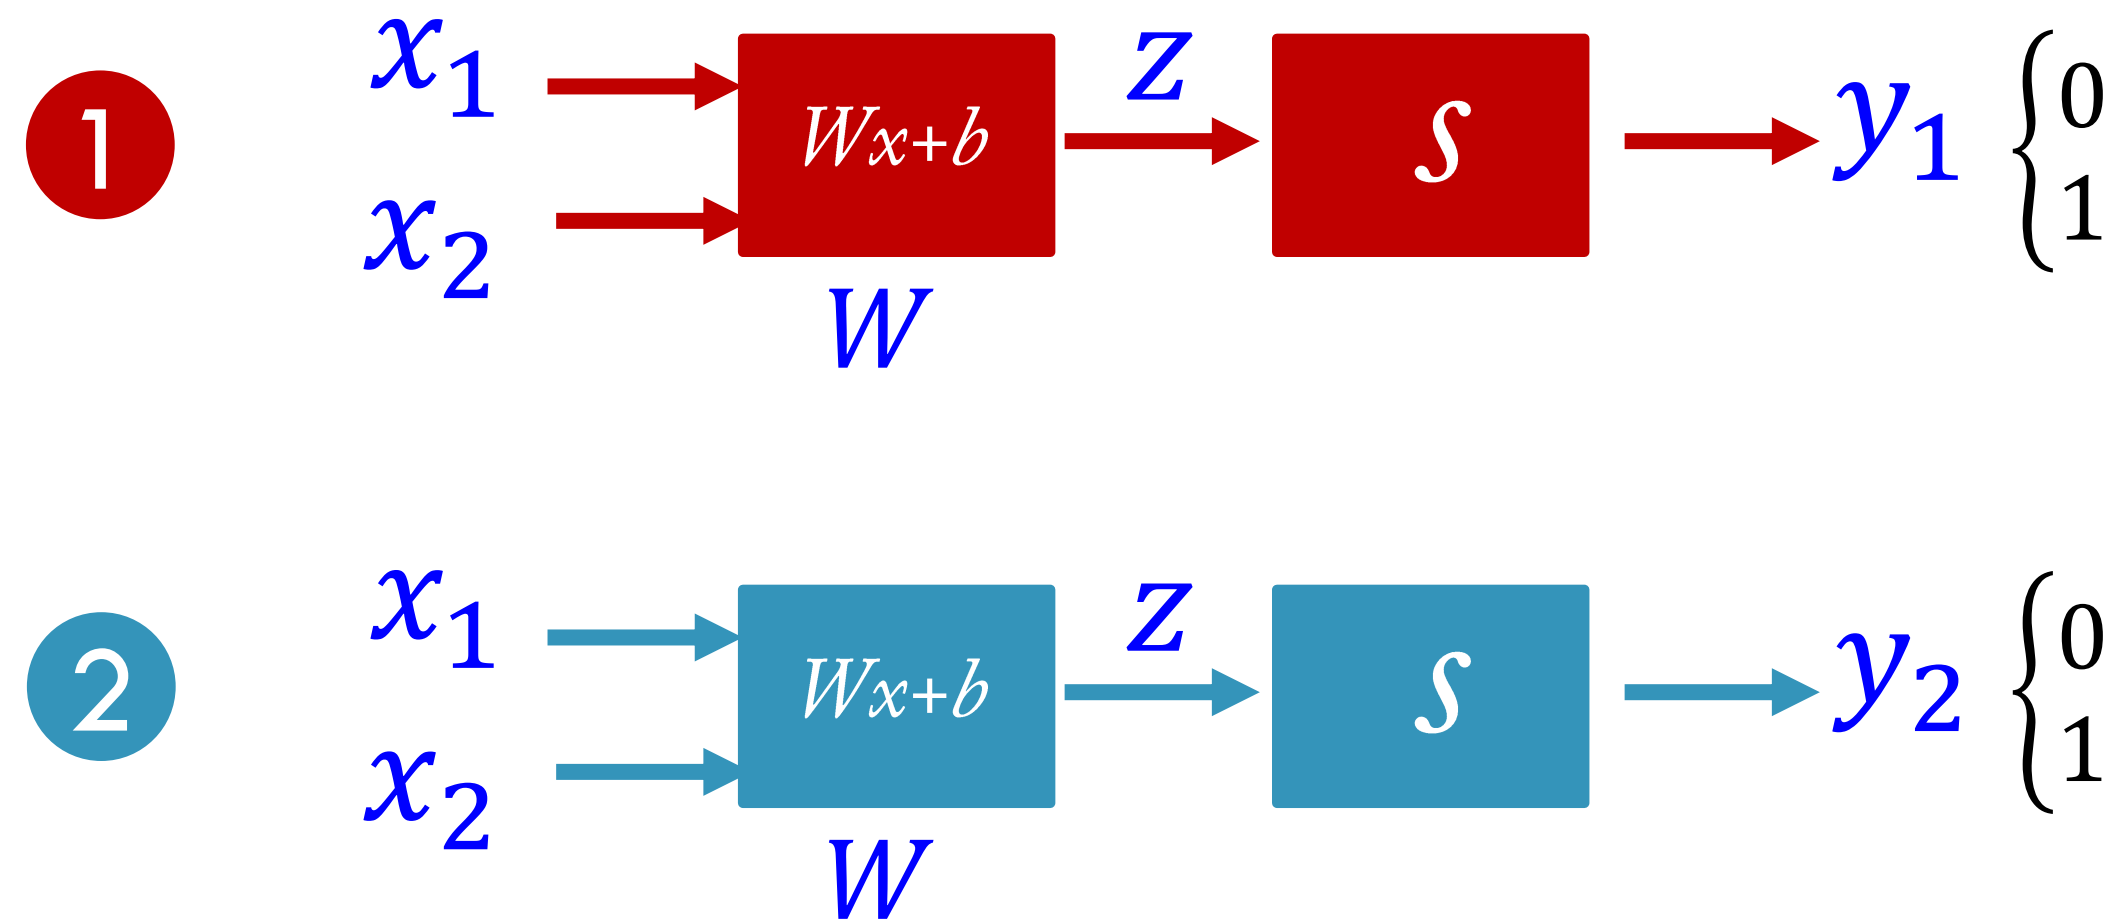 1 x₁ x₂ Wx+b W z S y₁ { 0 1
2 x₁ x₂ Wx+b W z S y₂ { 0 1